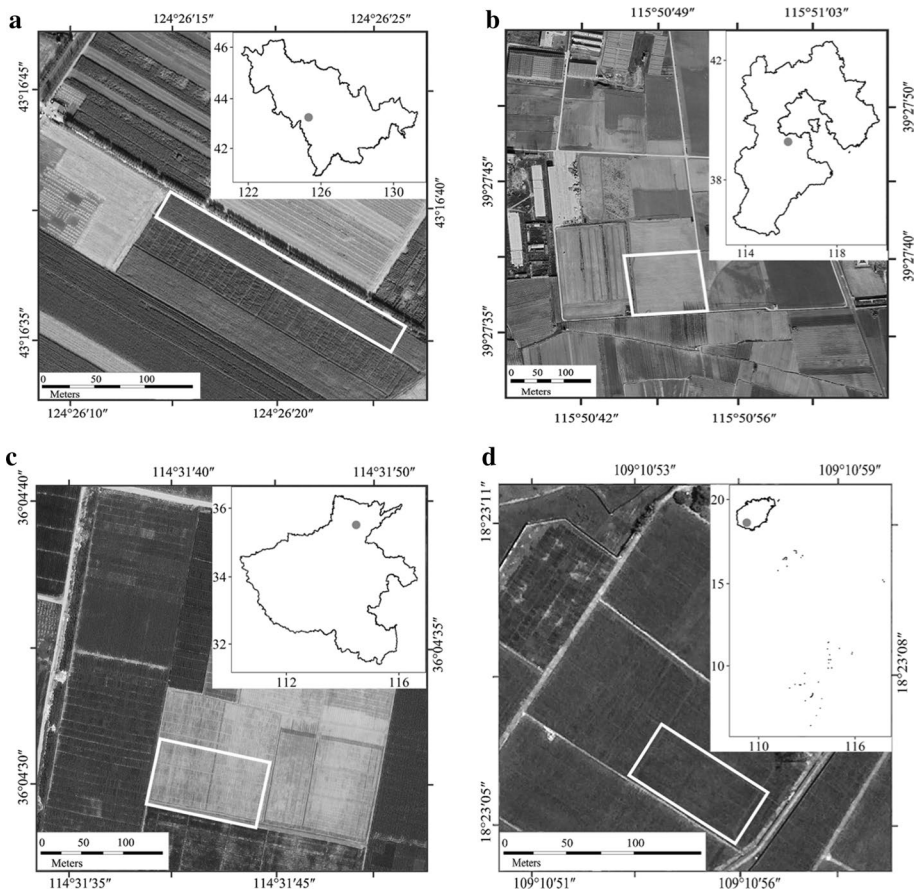 a
124°26′15″ 124°26′25″
43°16′45″
46
44
42
122 126 130
43°16′40″
43°16′35″
0 50 100
Meters
124°26′10″ 124°26′20″
b
115°50′49″ 115°51′03″
42
38
114 118
39°27′50″
39°27′45″
39°27′40″
39°27′35″
0 50 100
Meters
115°50′42″ 115°50′56″
c
114°31′40″ 114°31′50″
36°04′40″
36
34
32
112 116
36°04′35″
36°04′30″
0 50 100
Meters
114°31′35″ 114°31′45″
d
109°10′53″ 109°10′59″
18°23′11″
20
15
10
110 116
18°23′08″
18°23′05″
0 50 100
Meters
109°10′51″ 109°10′56″